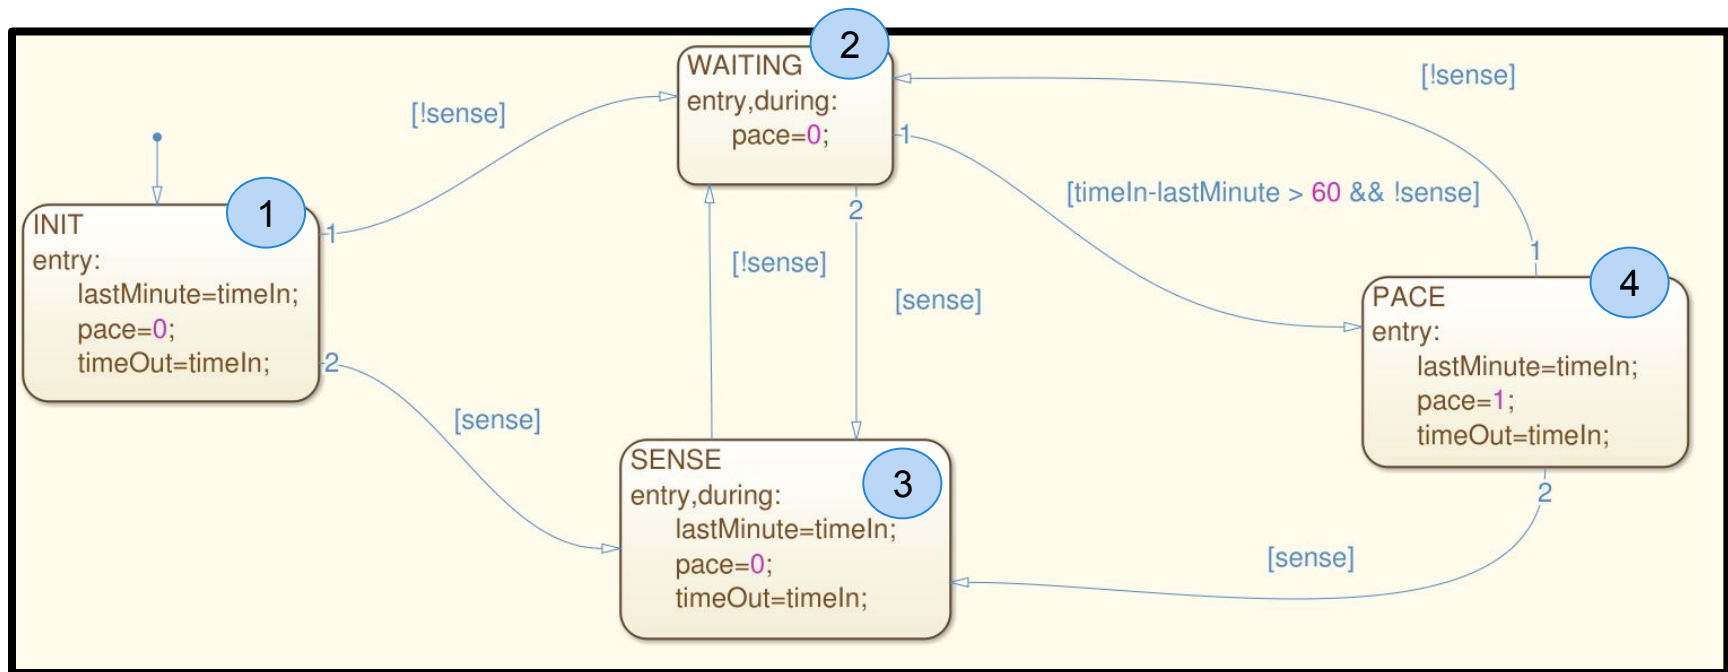 2
WAITING
entry,during:
pace=0;
[!sense]
[!sense]
1
[timeIn-lastMinute > 60 && !sense]
2
1
INIT
entry:
lastMinute=timeIn;
pace=0;
timeOut=timeIn;
1
2
[!sense]
[sense]
1
4
PACE
entry:
lastMinute=timeIn;
pace=1;
timeOut=timeIn;
2
[sense]
3
SENSE
entry,during:
lastMinute=timeIn;
pace=0;
timeOut=timeIn;
[sense]